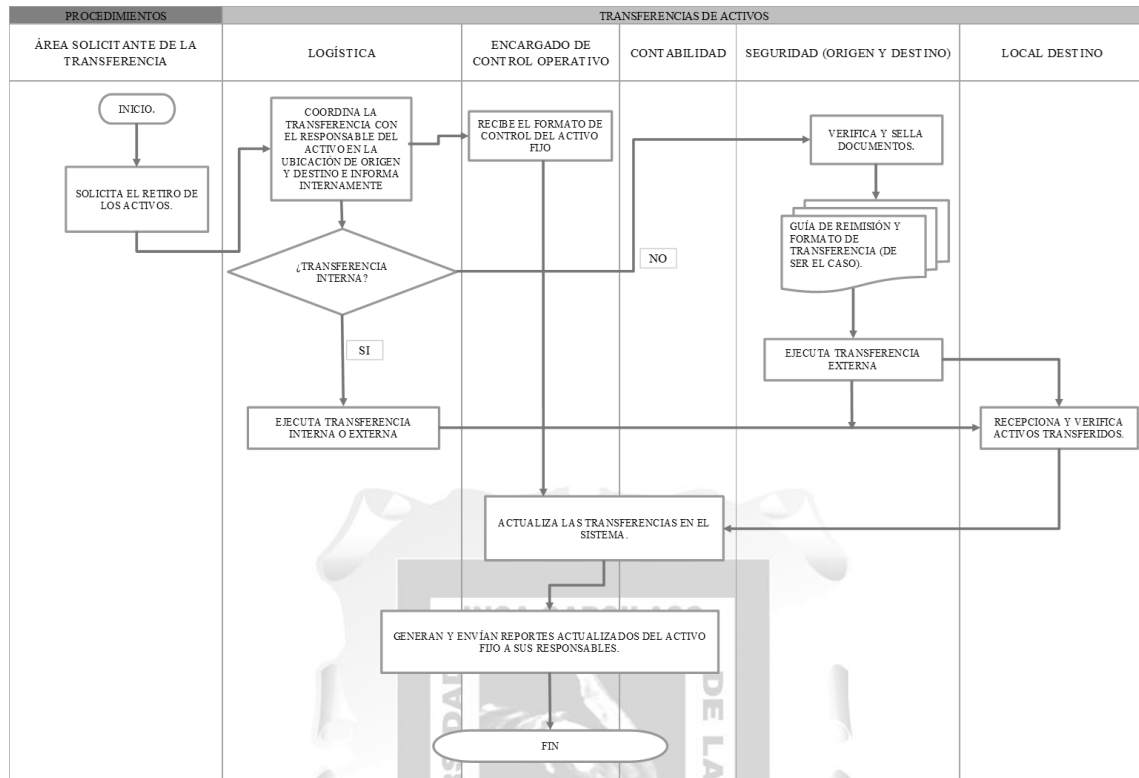 PROCEDIMIENTOS
TRANSFERENCIAS DE ACTIVOS
ÁREA SOLICITANTE DE LA
TRANSFERENCIA
LOGÍSTICA
ENCARGADO DE
CONTROL OPERATIVO
CONTABILIDAD
SEGURIDAD (ORIGEN Y DESTINO)
LOCAL DESTINO
INICIO.
SOLICITA EL RETIRO DE
LOS ACTIVOS.
COORDINA LA
TRANSFERENCIA CON
EL RESPONSABLE DEL
ACTIVO EN LA
UBICACIÓN DE ORIGEN
Y DESTINO E INFORMA
INTERNAMENTE
RECIBE EL FORMATO DE
CONTROL DEL ACTIVO
FIJO
VERIFICA Y SELLA
DOCUMENTOS.
GUÍA DE REIMISIÓN Y
FORMATO DE
TRANSFERENCIA (DE
SER EL CASO).
¿TRANSFERENCIA
INTERNA?
NO
SI
EJECUTA TRANSFERENCIA
EXTERNA
EJECUTA TRANSFERENCIA
INTERNA O EXTERNA
RECEPCIONA Y VERIFICA
ACTIVOS TRANSFERIDOS.
ACTUALIZA LAS TRANSFERENCIAS EN EL
SISTEMA.
GENERAN Y ENVÍAN REPORTES ACTUALIZADOS DEL ACTIVO
FIJO A SUS RESPONSABLES.
FIN
DE LA